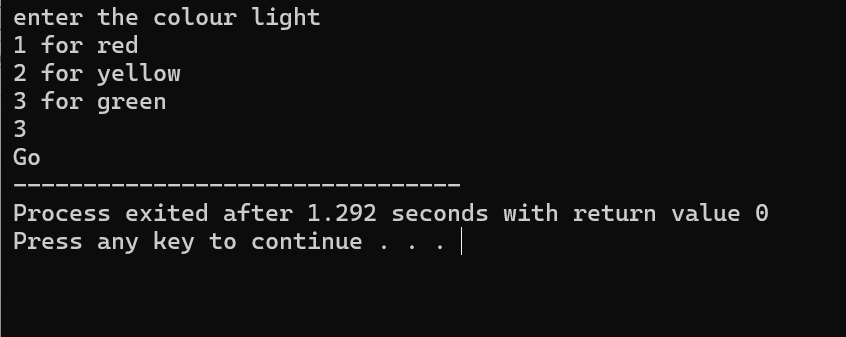 enter the colour light
1 for red
2 for yellow
3 for green
3
Go
--------------------------------
Process exited after 1.292 seconds with return value 0
Press any key to continue . . .